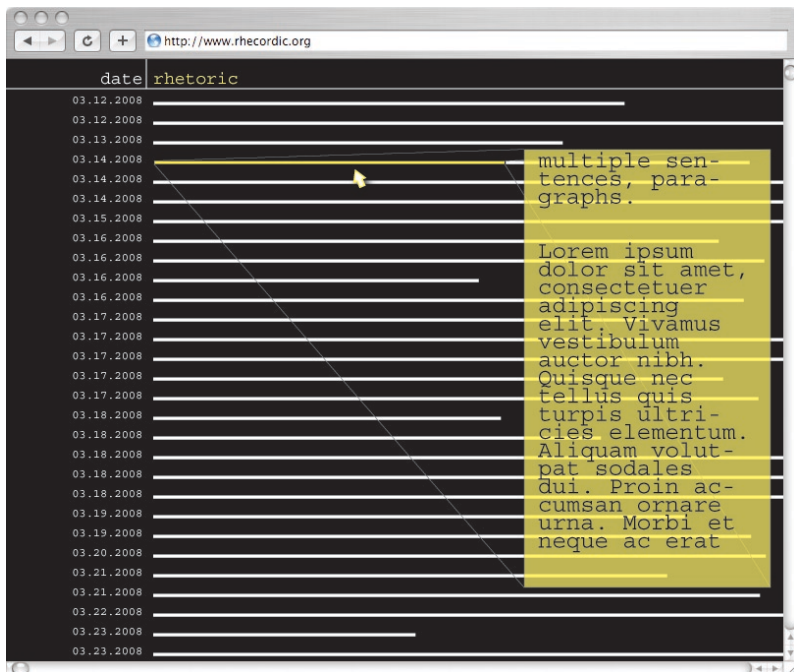 http://www.rhecordic.org
date rhetoric
03.12.2008
03.12.2008
03.13.2008
03.14.2008
03.14.2008
03.14.2008
03.15.2008
03.16.2008
03.16.2008
03.16.2008
03.16.2008
03.17.2008
03.17.2008
03.17.2008
03.17.2008
03.17.2008
03.18.2008
03.18.2008
03.18.2008
03.18.2008
03.18.2008
03.19.2008
03.19.2008
03.20.2008
03.21.2008
03.21.2008
03.22.2008
03.23.2008
03.23.2008
multiple sen-
tences, para-
graphs.
Lorem ipsum
dolor sit amet,
consectetuer
adipiscing
elit. Vivamus
vestibulum
auctor nibh.
Quisque nec
tellus quis
turpis ultri-
cies elementum.
Aliquam volut-
pat sodales
dui. Proin ac-
cumsan ornare
urna. Morbi et
neque ac erat